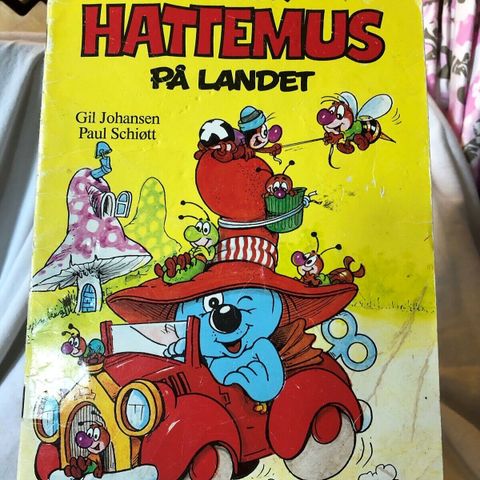 HATTEMUS
PÅ LANDET
Gil Johansen
Paul Schiøtt